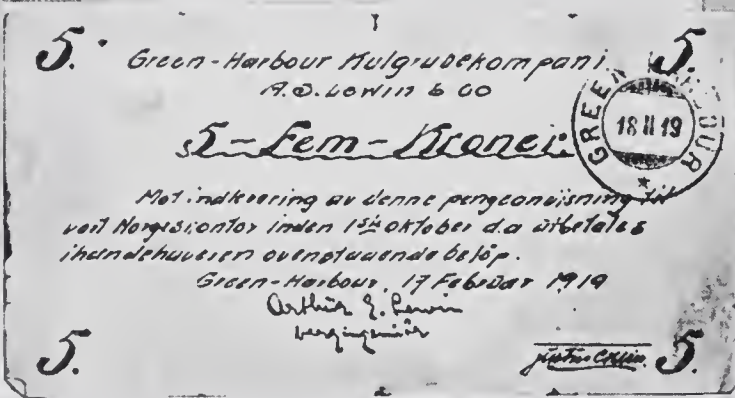 5. 5.
Green-Harbour Kulgrubekompani
A.S. Lewin & Co
5-Fem-Kroner.
GREEN HARBOUR
18 II 19
Mot indlevering av denne pengeanvisning til
vort Norgeskontor inden 1ste oktober d.a. utbetales
ihændehaveren ovenstaaende beløp.
Green-Harbour, 17 Februar 1919
Arthur E. Lewin
bergingeniør
5. 5.